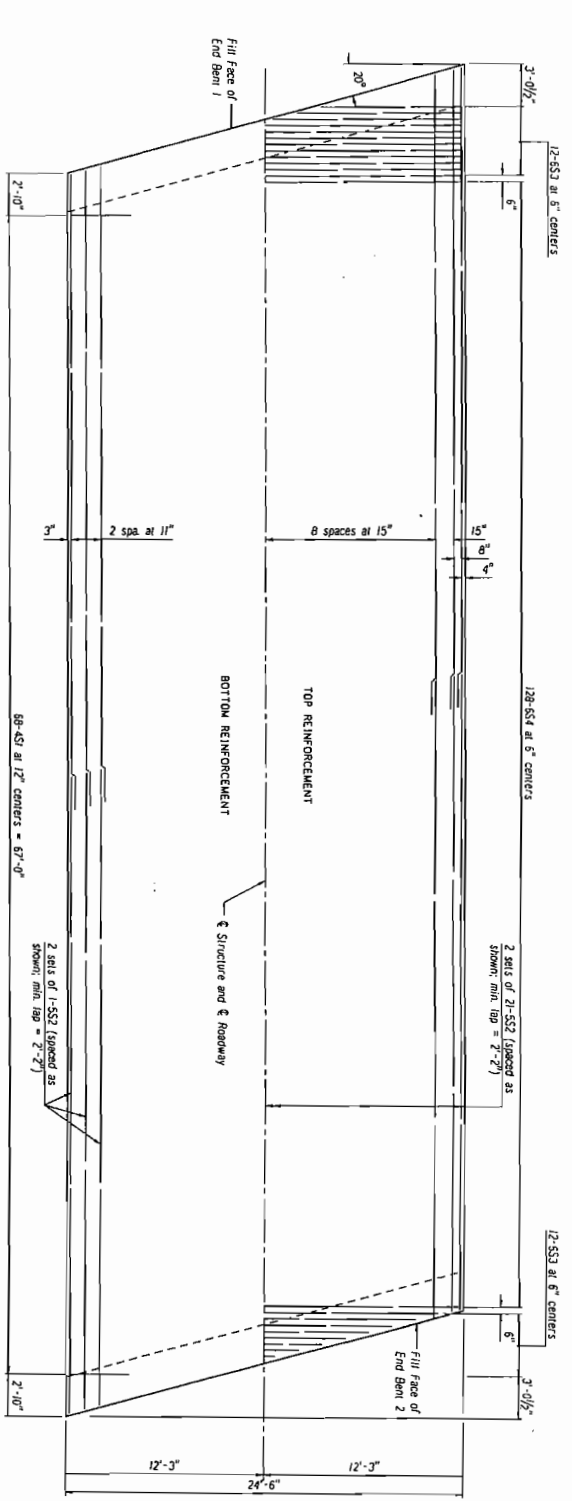 3'-0½"
12-6S3 at 6" centers
6"
20°
Fill Face of
End Bent 1
2'-10"
128-6S4 at 6" centers
15"
8"
4"
8 spaces at 15"
2 spa. at 11"
3"
TOP REINFORCEMENT
BOTTOM REINFORCEMENT
68-4S1 at 12" centers = 67'-0"
℄ Structure and ℄ Roadway
2 sets of 21-5S2 (spaced as
shown; min. lap = 2'-2")
2 sets of 1-5S2 (spaced as
shown; min. lap = 2'-2")
12-6S3 at 6" centers
6"
3'-0½"
Fill Face of
End Bent 2
2'-10"
12'-3"
12'-3"
24'-6"